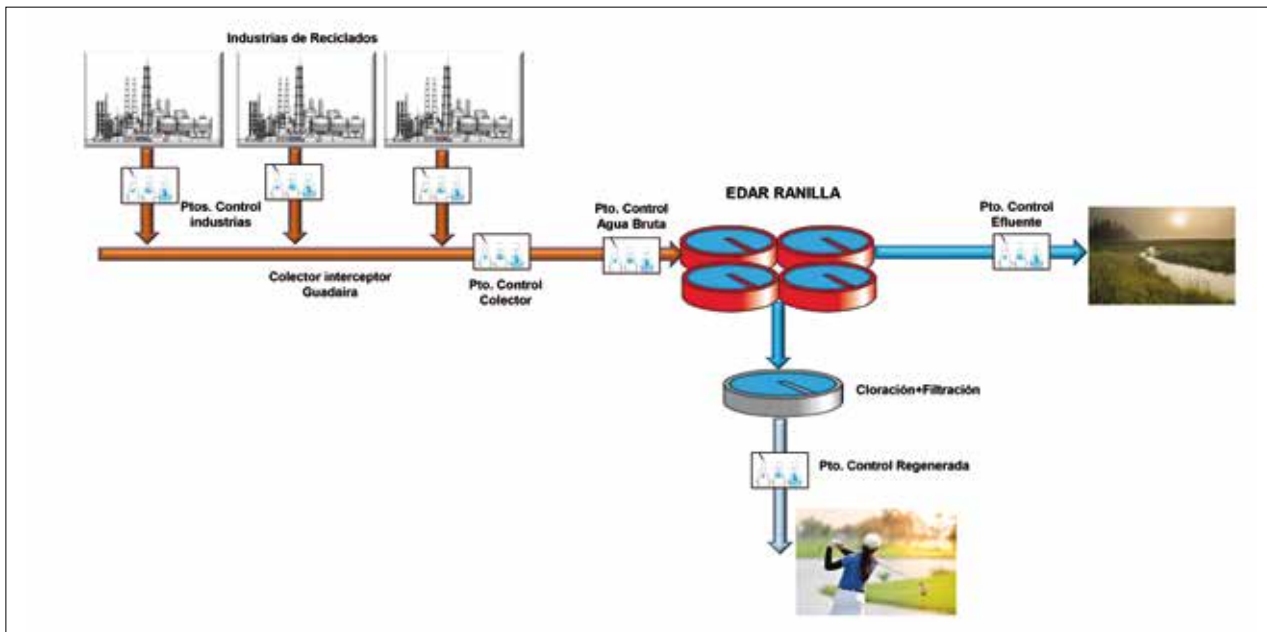 Industrias de Reciclados
Ptos. Control
industrias
Colector interceptor
Guadaira
Pto. Control
Colector
Pto. Control
Agua Bruta
EDAR RANILLA
Pto. Control
Efluente
Cloración+Filtración
Pto. Control Regenerada